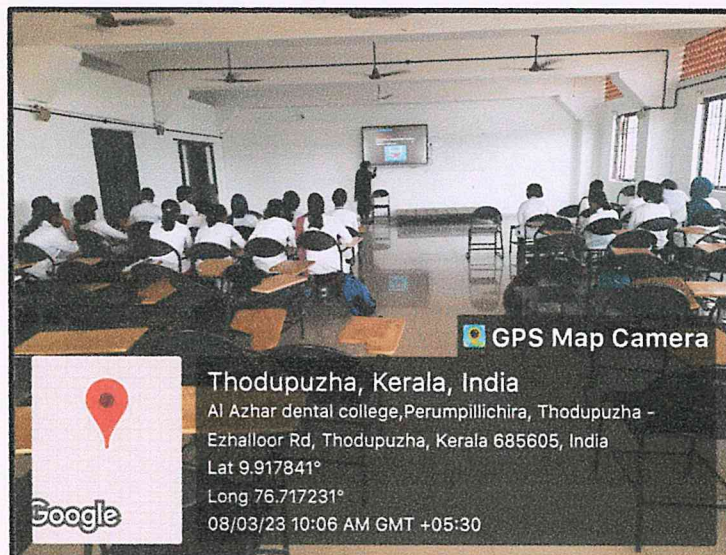 GPS Map Camera
Thodupuzha, Kerala, India
Al Azhar dental college,Perumpillichira, Thodupuzha -
Ezhalloor Rd, Thodupuzha, Kerala 685605, India
Lat 9.917841°
Long 76.717231°
08/03/23 10:06 AM GMT +05:30
Google